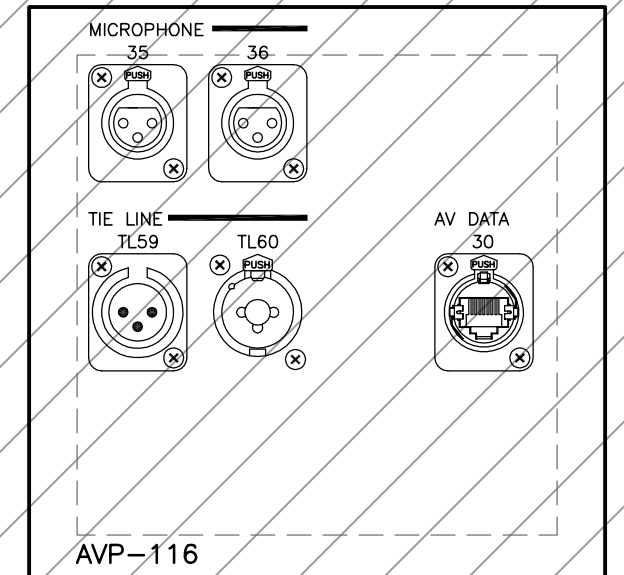 MICROPHONE
35 36
PUSH PUSH
TIE LINE AV DATA
TL59 TL60 30
PUSH PUSH
AVP-116